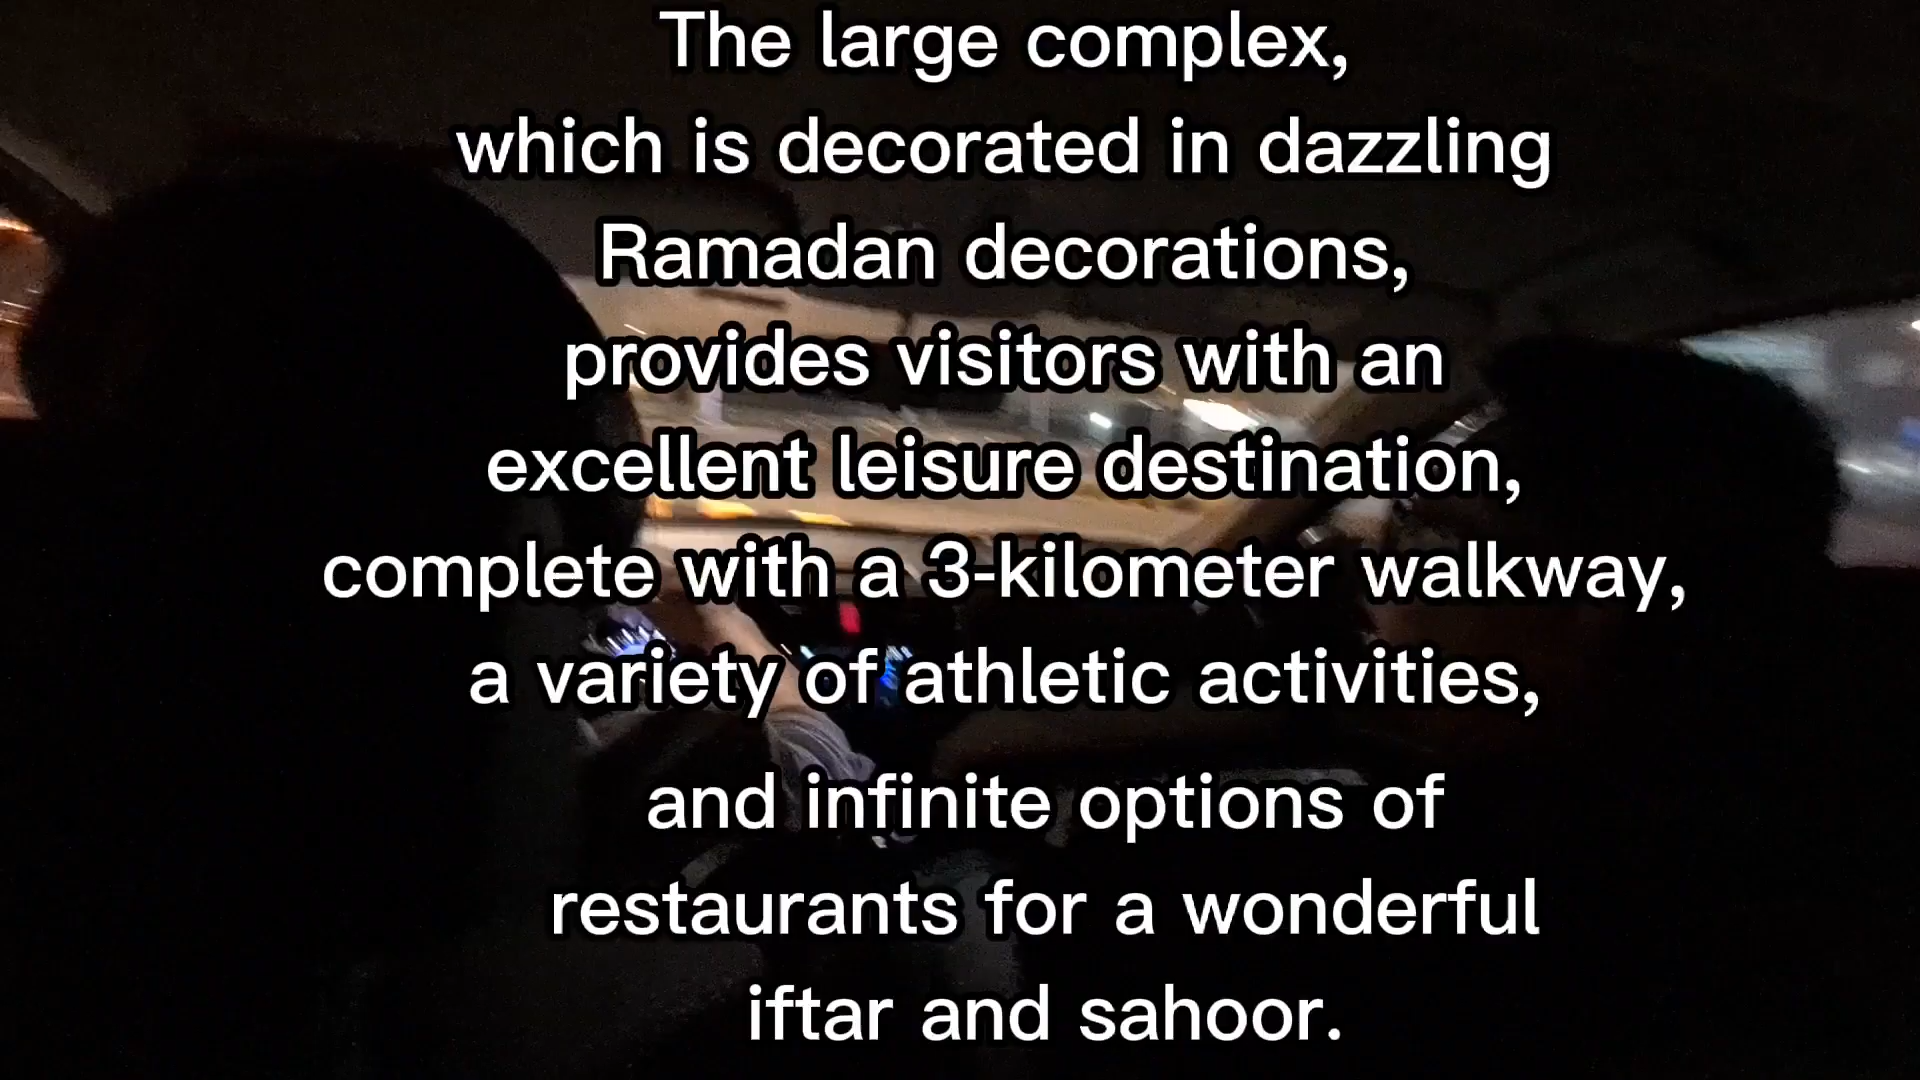 The large complex,
which is decorated in dazzling
Ramadan decorations,
provides visitors with an
excellent leisure destination,
complete with a 3-kilometer walkway,
a variety of athletic activities,
and infinite options of
restaurants for a wonderful
iftar and sahoor.